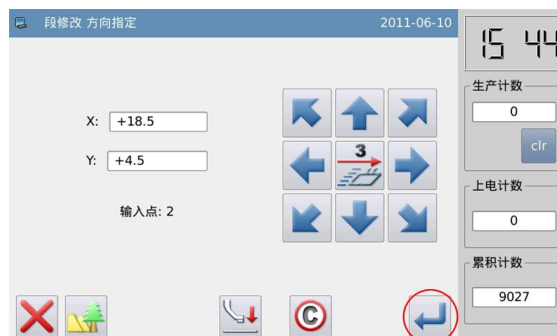 段修改 方向指定 2011-06-10
15 44
生产计数
0
clr
X: +18.5
Y: +4.5
3
输入点: 2
上电计数
0
累积计数
9027
C